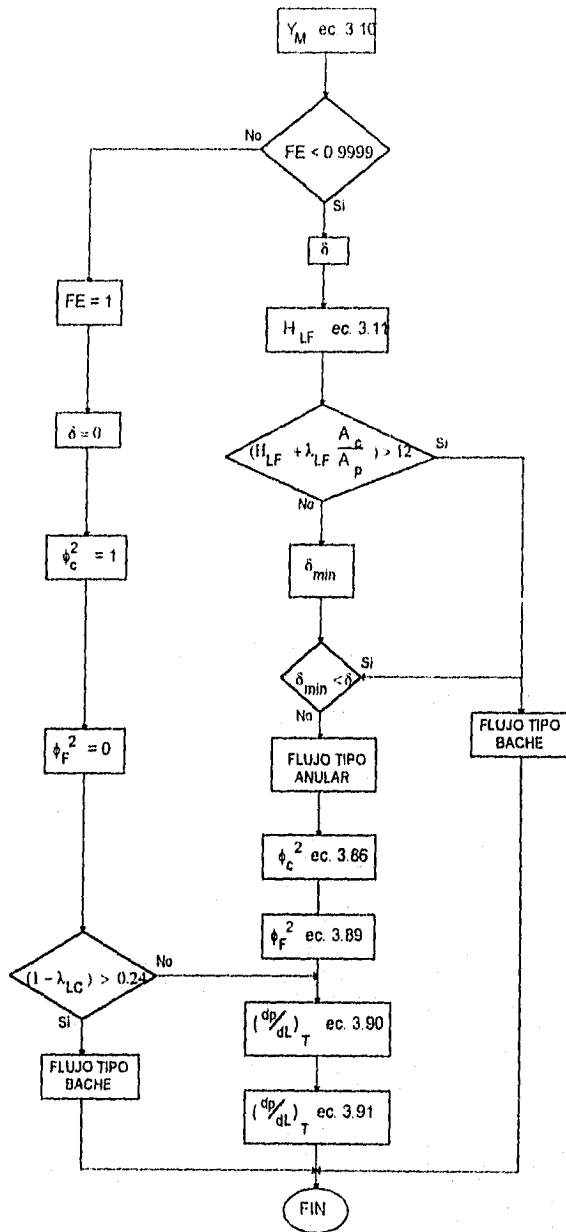 Y_M ec. 3.10
No
FE < 0.9999
Si
δ
FE = 1
H_LF ec. 3.11
δ = 0
(H_LF + λ_LF A_c/A_p) > 12
Si
No
ϕ_c^2 = 1
δ_min
Si
δ_min < δ
No
FLUJO TIPO
BACHE
ϕ_F^2 = 0
FLUJO TIPO
ANULAR
ϕ_c^2 ec. 3.86
ϕ_F^2 ec. 3.89
No
(1 - λ_LC) > 0.24
Si
(dp/dL)_T ec. 3.90
FLUJO TIPO
BACHE
(dp/dL)_T ec. 3.91
FIN